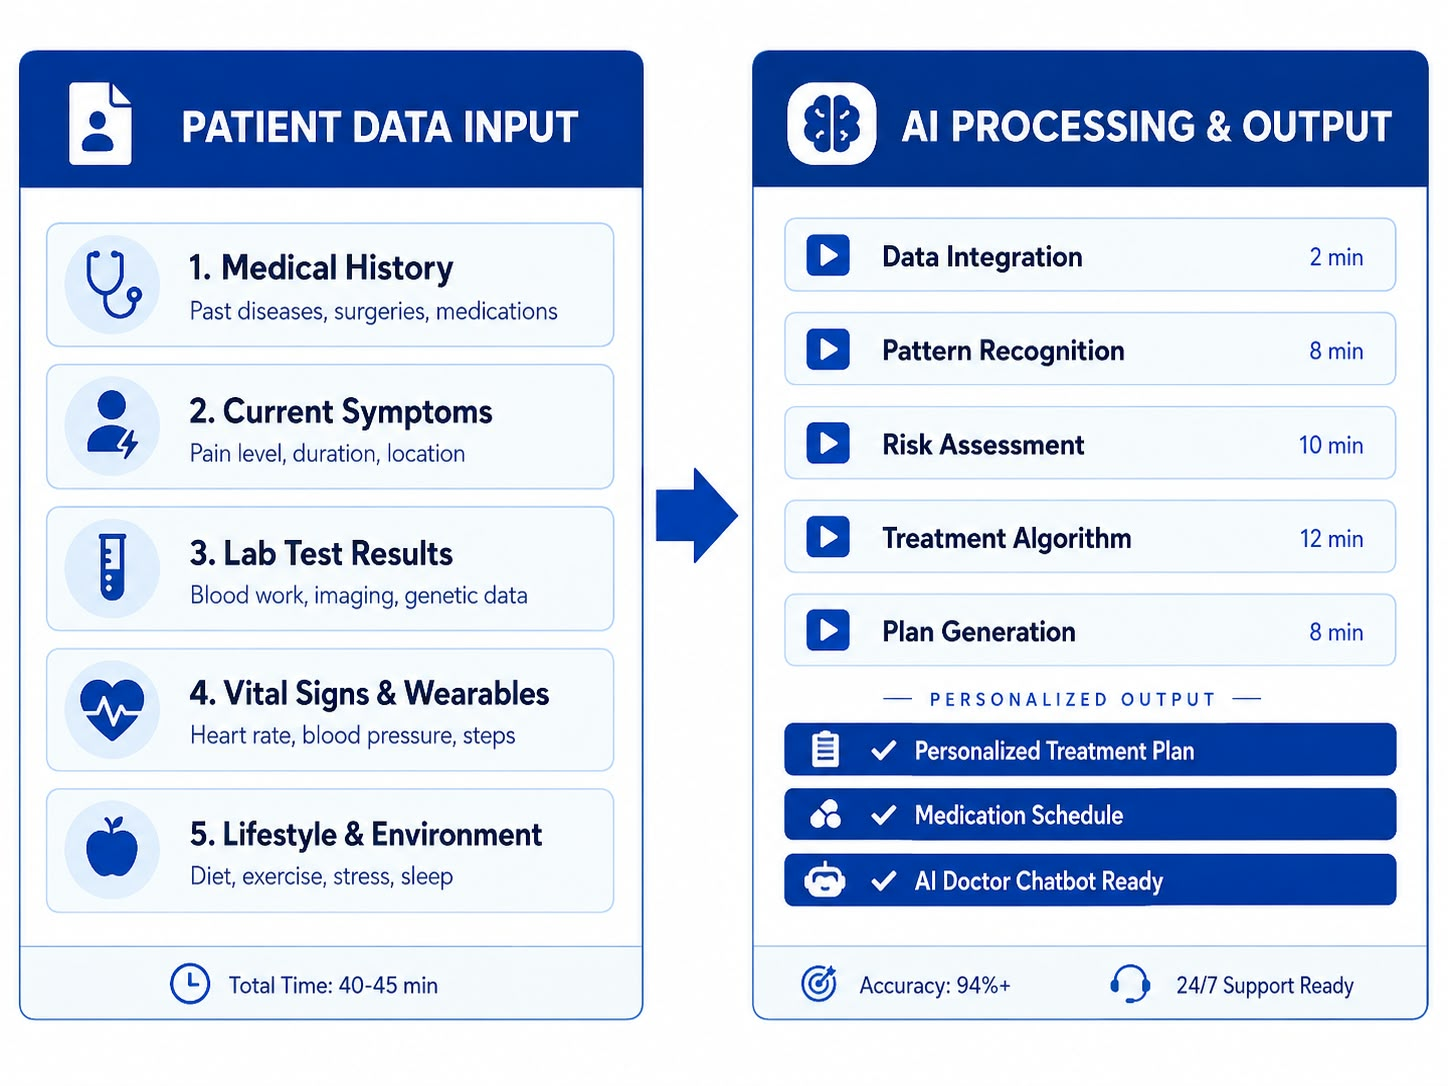 PATIENT DATA INPUT
1. Medical History
Past diseases, surgeries, medications
2. Current Symptoms
Pain level, duration, location
3. Lab Test Results
Blood work, imaging, genetic data
4. Vital Signs & Wearables
Heart rate, blood pressure, steps
5. Lifestyle & Environment
Diet, exercise, stress, sleep
Total Time: 40-45 min
AI PROCESSING & OUTPUT
Data Integration 2 min
Pattern Recognition 8 min
Risk Assessment 10 min
Treatment Algorithm 12 min
Plan Generation 8 min
PERSONALIZED OUTPUT
Personalized Treatment Plan
Medication Schedule
AI Doctor Chatbot Ready
Accuracy: 94%+
24/7 Support Ready